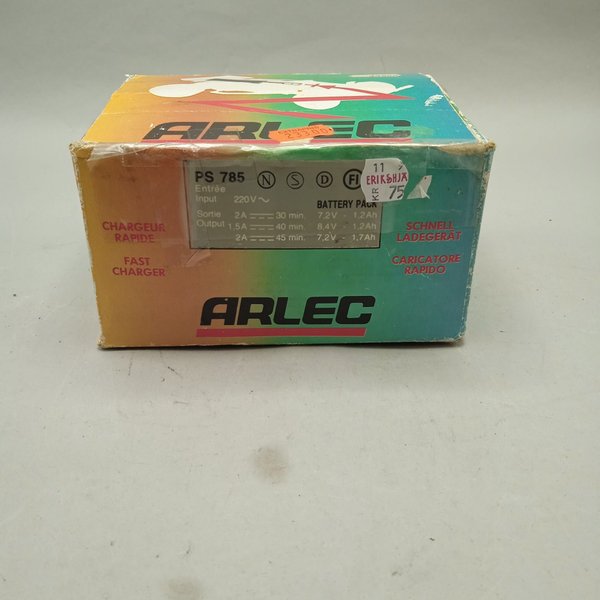 ARLEC
PS 785 N S D FI
Entrée
Input 220V ~
BATTERY PACK
Sortie 2A 30 min. 7,2V - 1,2Ah
Output 1,5A 40 min. 8,4V - 1,2Ah
2A 45 min. 7,2V - 1,7Ah
11
ERIKSHJÄ
KR 75
CHARGEUR
RAPIDE
FAST
CHARGER
SCHNELL
LADEGERÄT
CARICATORE
RAPIDO
ARLEC